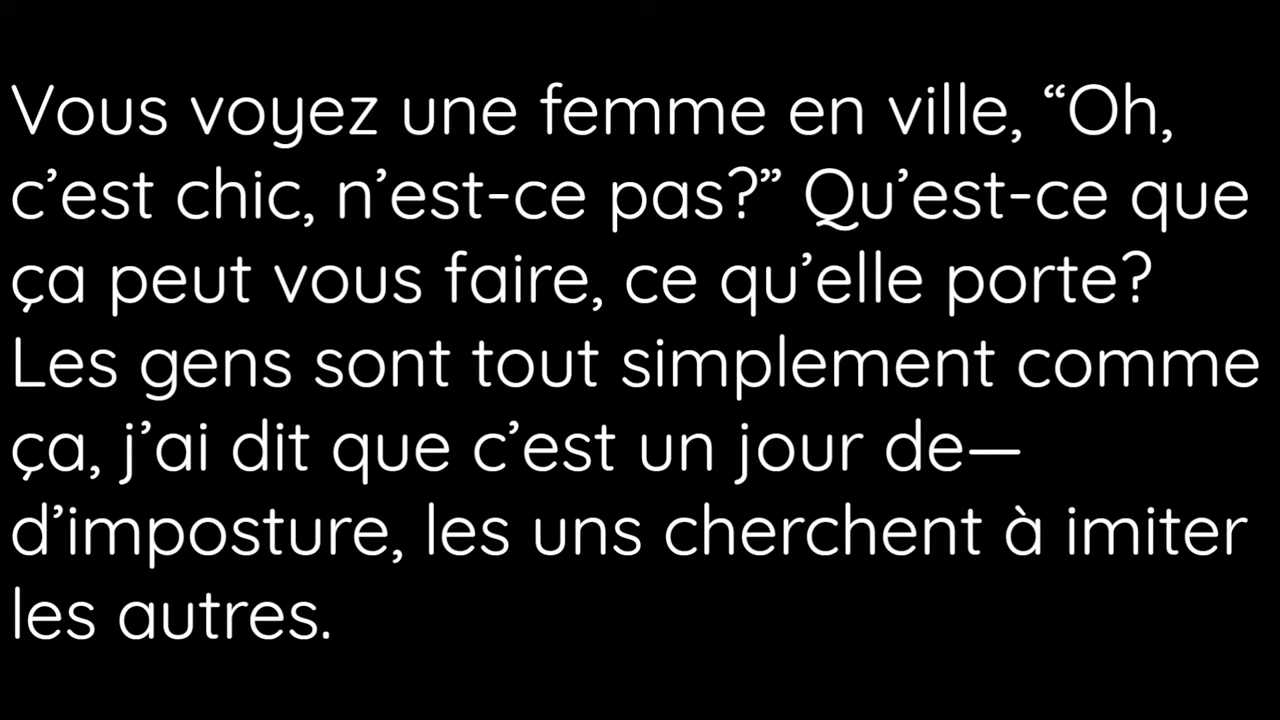 Vous voyez une femme en ville, “Oh,
c’est chic, n’est-ce pas?” Qu’est-ce que
ça peut vous faire, ce qu’elle porte?
Les gens sont tout simplement comme
ça, j’ai dit que c’est un jour de—
d’imposture, les uns cherchent à imiter
les autres.